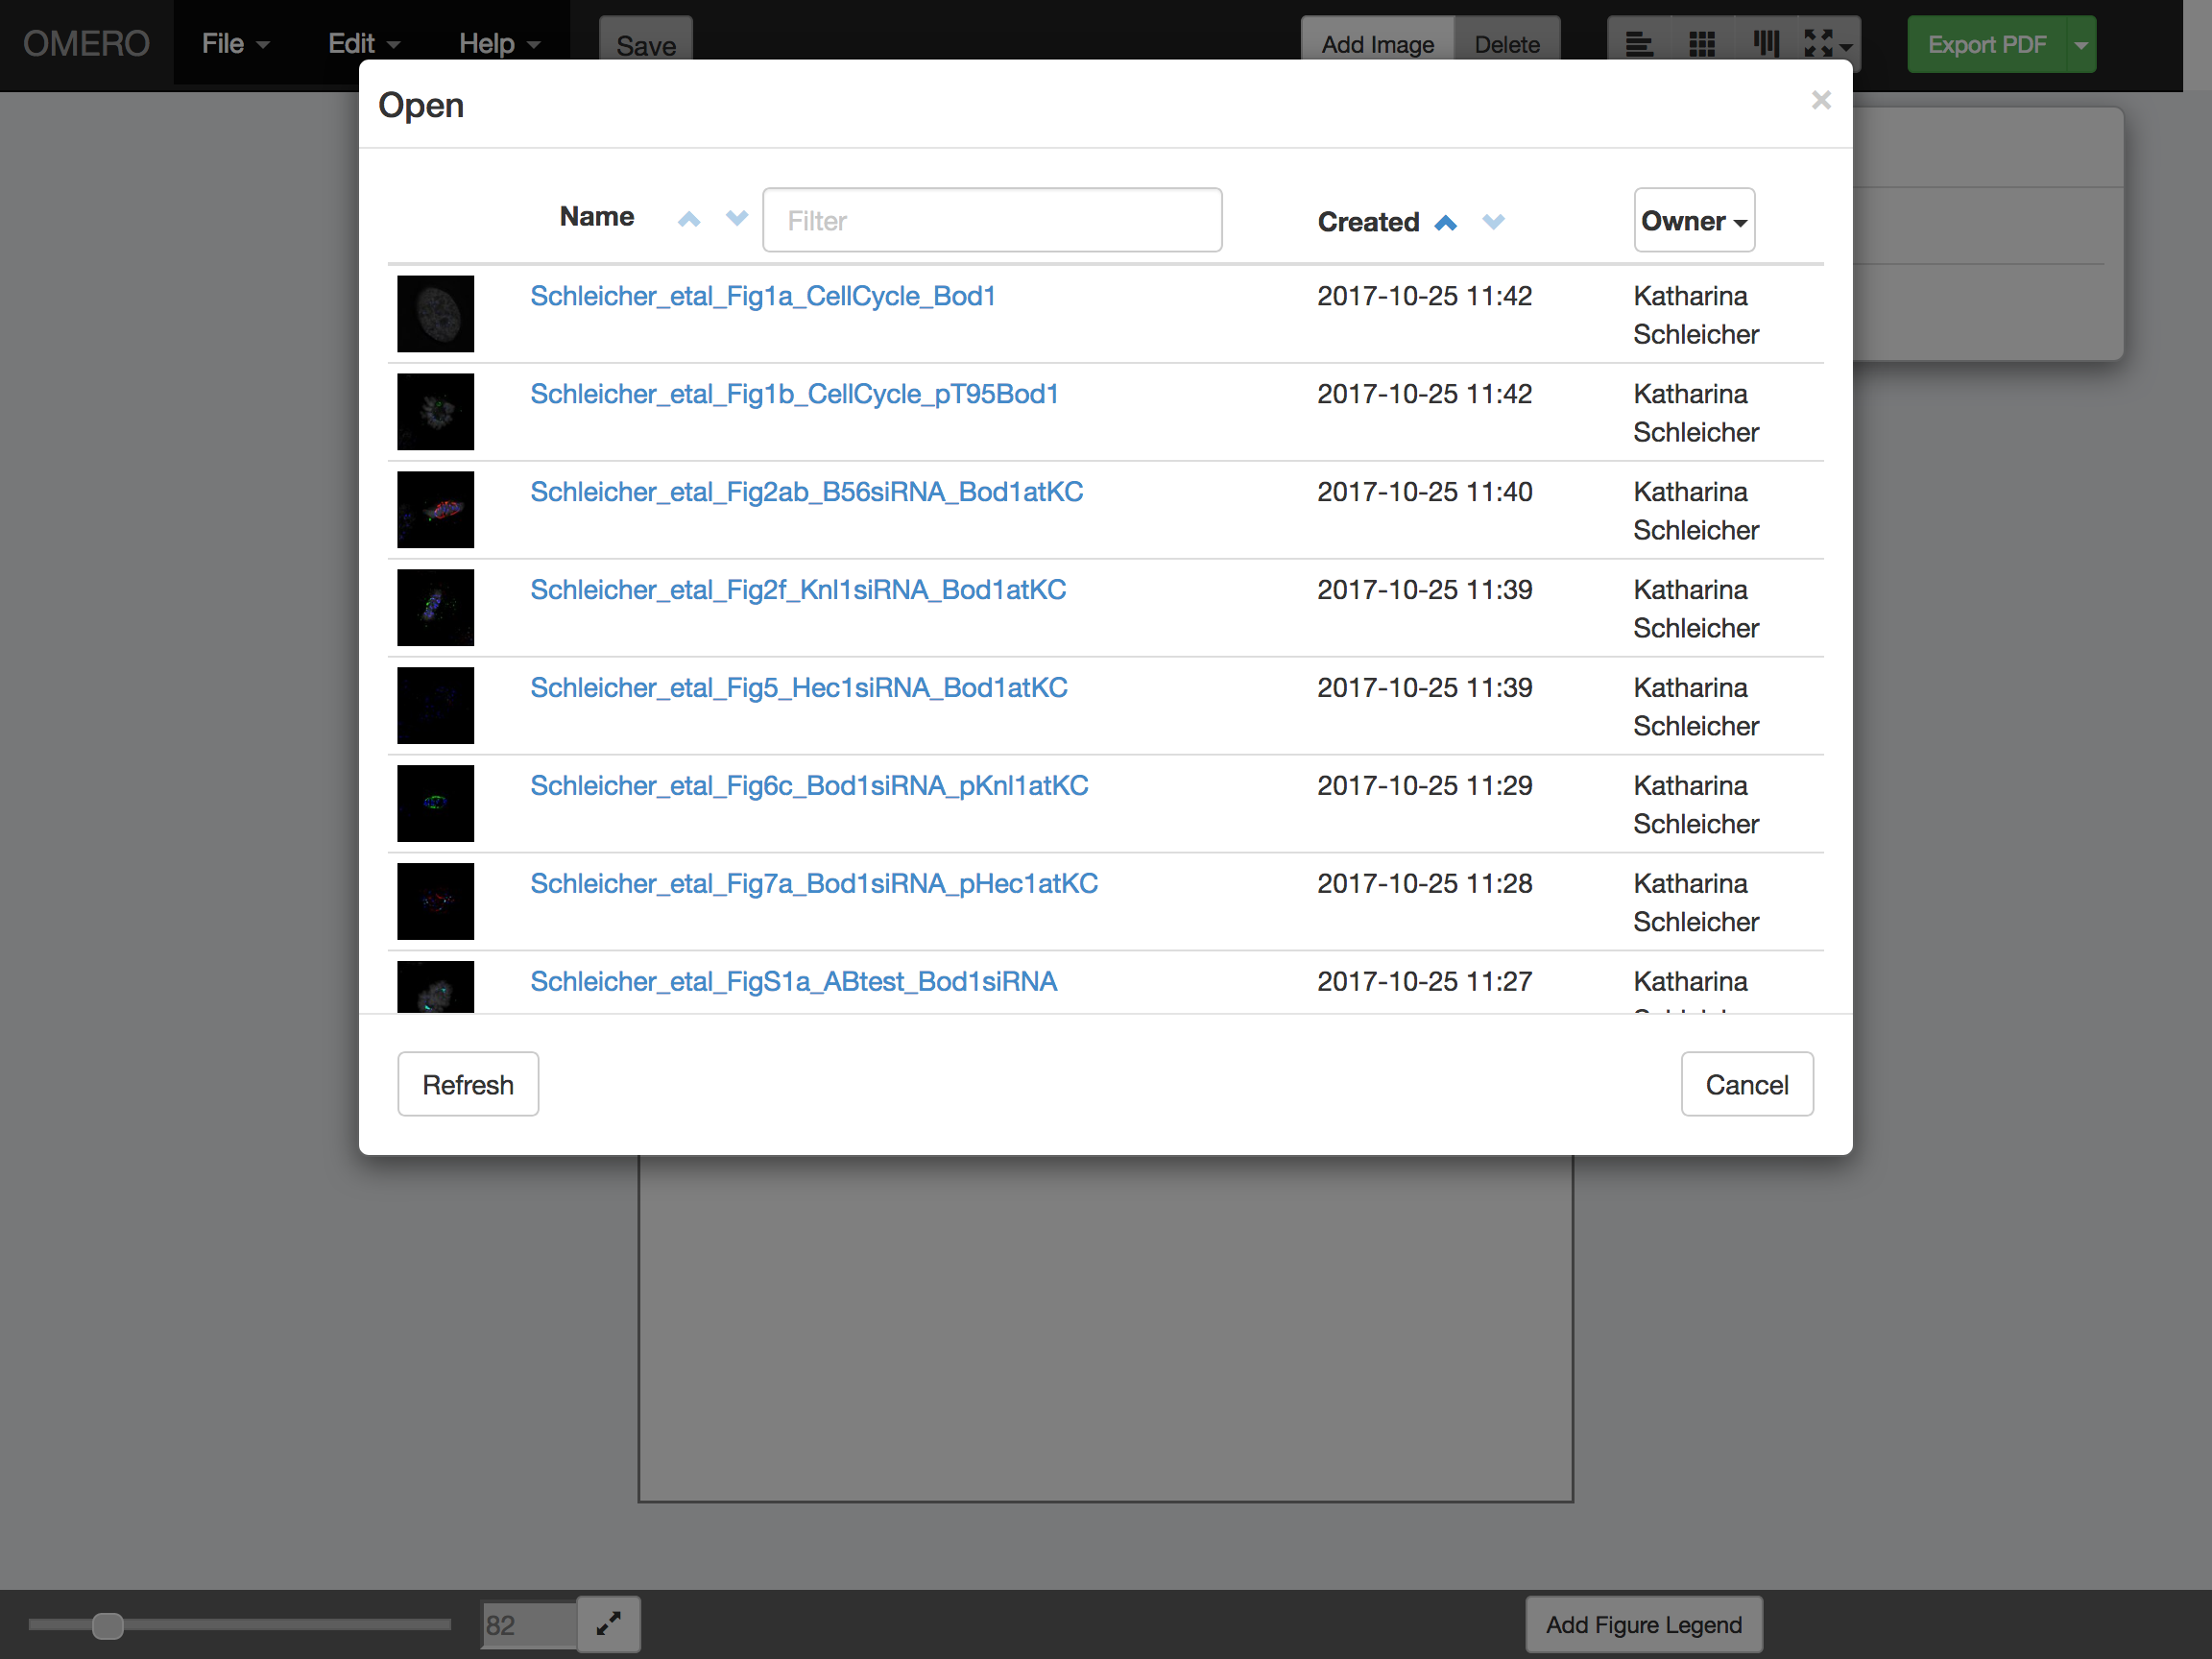 OMERO File Edit Help Save Add Image Delete Export PDF
Open ×
Name Filter Created Owner
Schleicher_etal_Fig1a_CellCycle_Bod1 2017-10-25 11:42 Katharina
Schleicher
Schleicher_etal_Fig1b_CellCycle_pT95Bod1 2017-10-25 11:42 Katharina
Schleicher
Schleicher_etal_Fig2ab_B56siRNA_Bod1atKC 2017-10-25 11:40 Katharina
Schleicher
Schleicher_etal_Fig2f_Knl1siRNA_Bod1atKC 2017-10-25 11:39 Katharina
Schleicher
Schleicher_etal_Fig5_Hec1siRNA_Bod1atKC 2017-10-25 11:39 Katharina
Schleicher
Schleicher_etal_Fig6c_Bod1siRNA_pKnl1atKC 2017-10-25 11:29 Katharina
Schleicher
Schleicher_etal_Fig7a_Bod1siRNA_pHec1atKC 2017-10-25 11:28 Katharina
Schleicher
Schleicher_etal_FigS1a_ABtest_Bod1siRNA 2017-10-25 11:27 Katharina
Refresh Cancel
82 Add Figure Legend